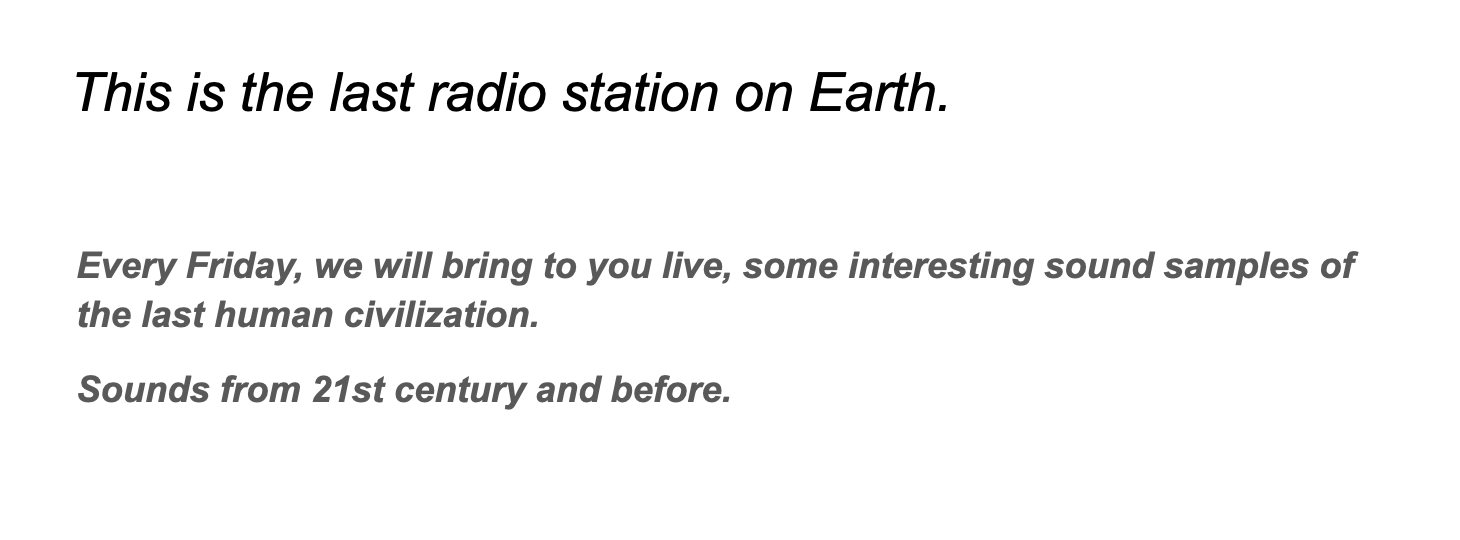 This is the last radio station on Earth.
Every Friday, we will bring to you live, some interesting sound samples of
the last human civilization.
Sounds from 21st century and before.